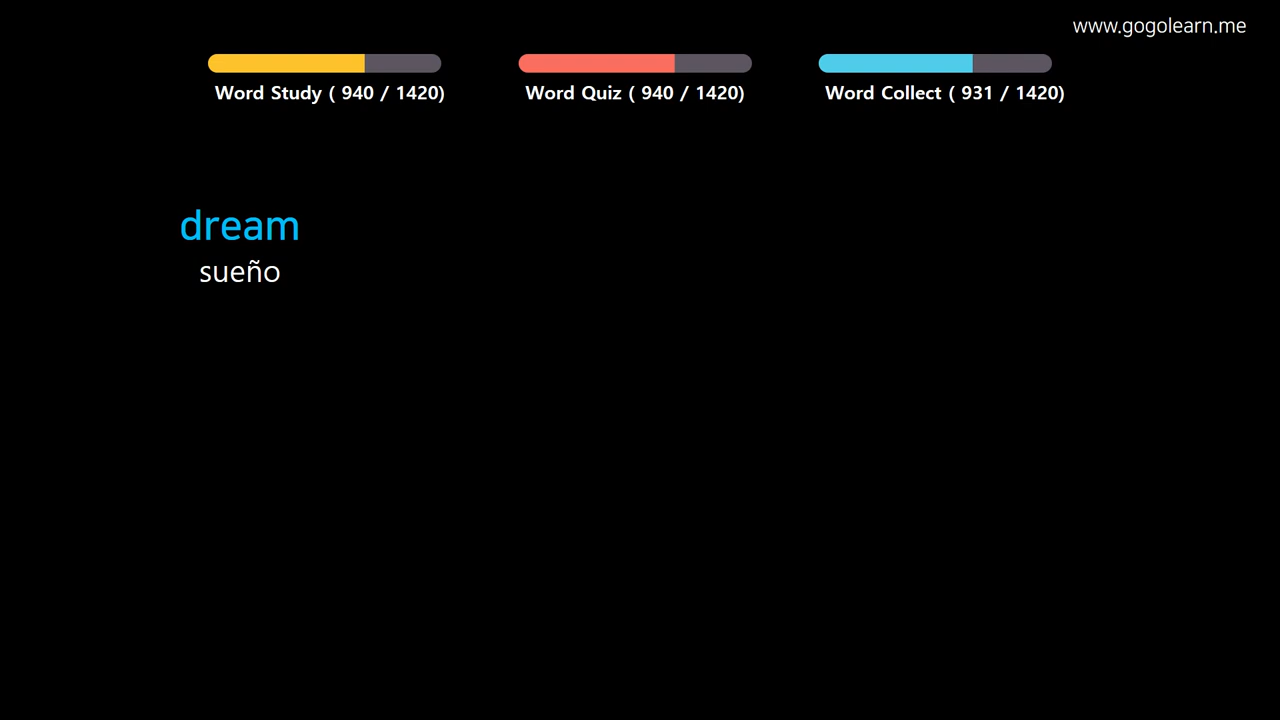 www.gogolearn.me
Word Study ( 940 / 1420)
Word Quiz ( 940 / 1420)
Word Collect ( 931 / 1420)
dream
sueño